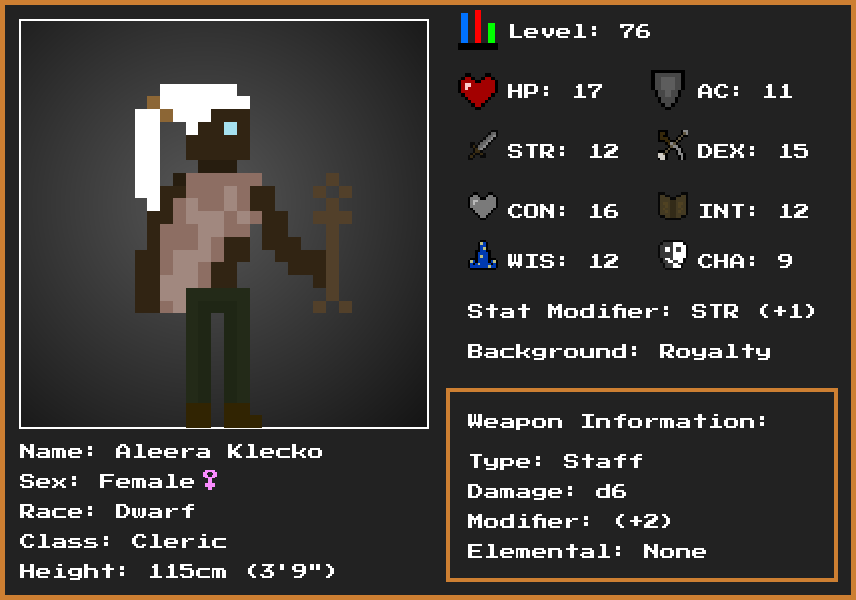 Level: 76
HP: 17 AC: 11
STR: 12 DEX: 15
CON: 16 INT: 12
WIS: 12 CHA: 9
Stat Modifier: STR (+1)
Background: Royalty
Weapon Information:
Type: Staff
Damage: d6
Modifier: (+2)
Elemental: None
Name: Aleera Klecko
Sex: Female♀
Race: Dwarf
Class: Cleric
Height: 115cm (3'9")